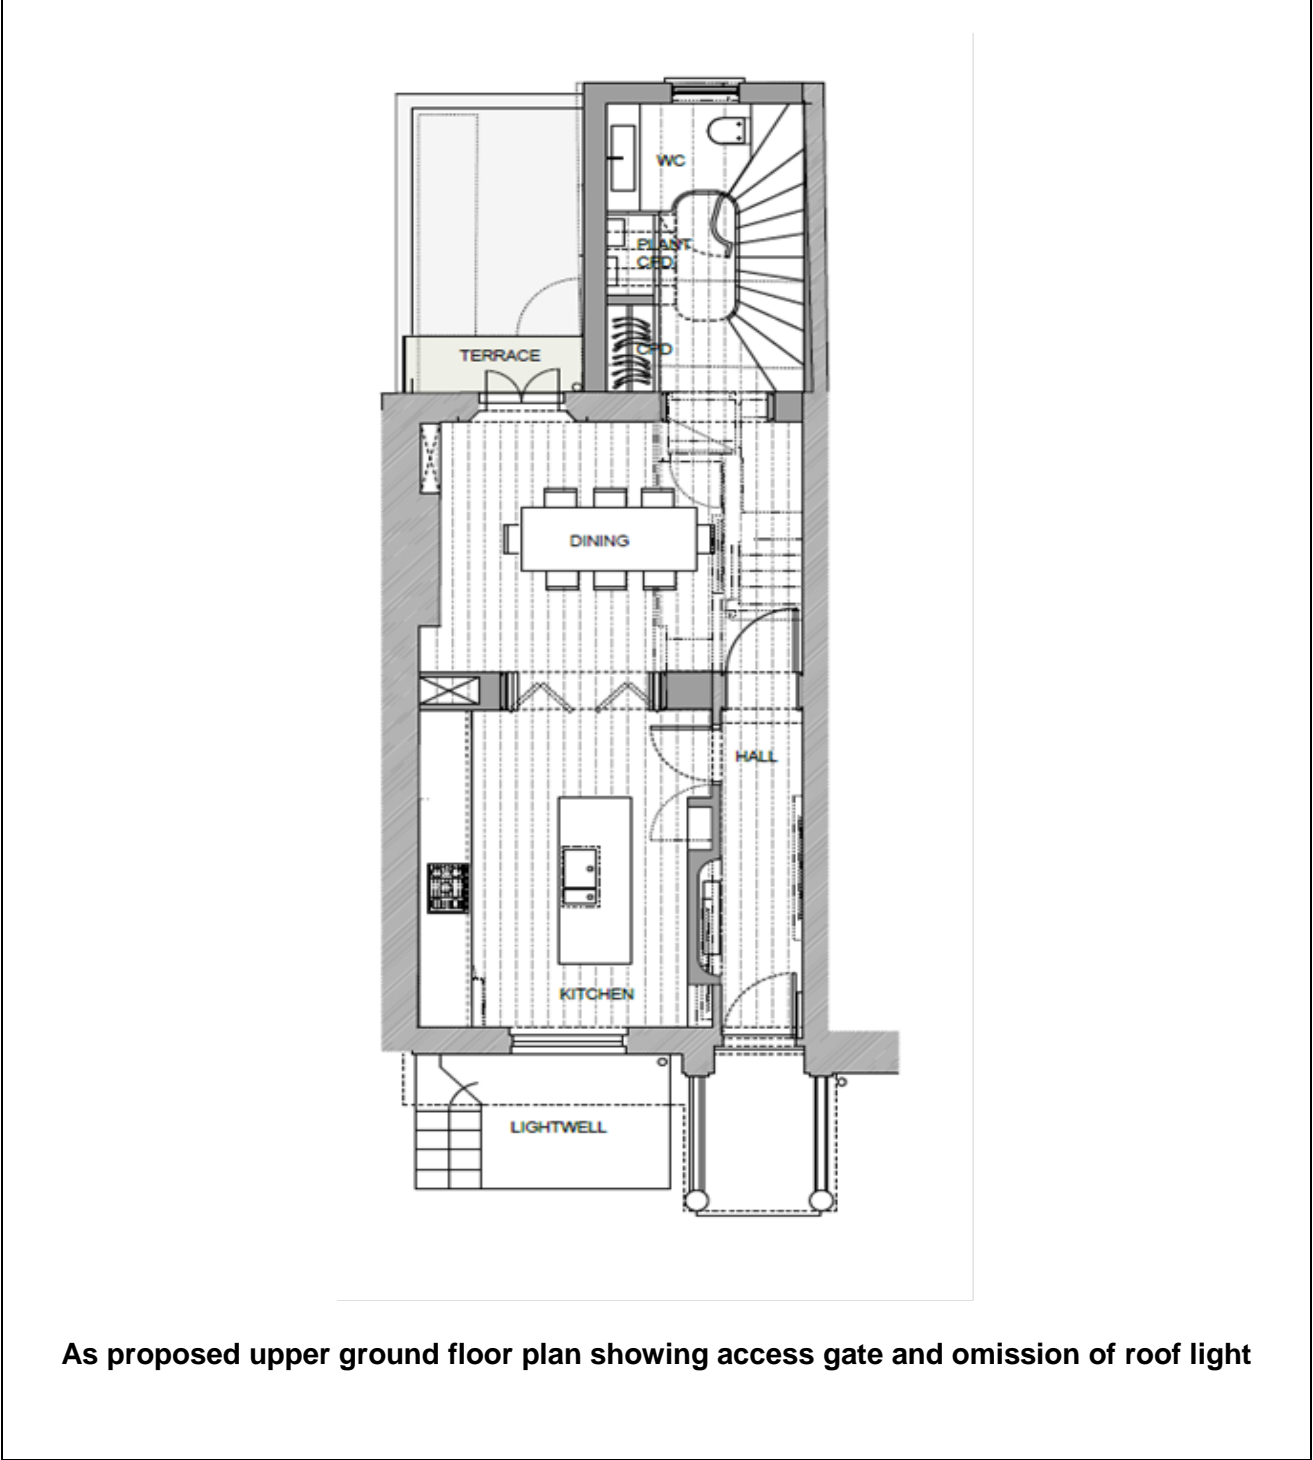 WC
PLANT
CPD
CPD
TERRACE
DINING
HALL
KITCHEN
LIGHTWELL
As proposed upper ground floor plan showing access gate and omission of roof light